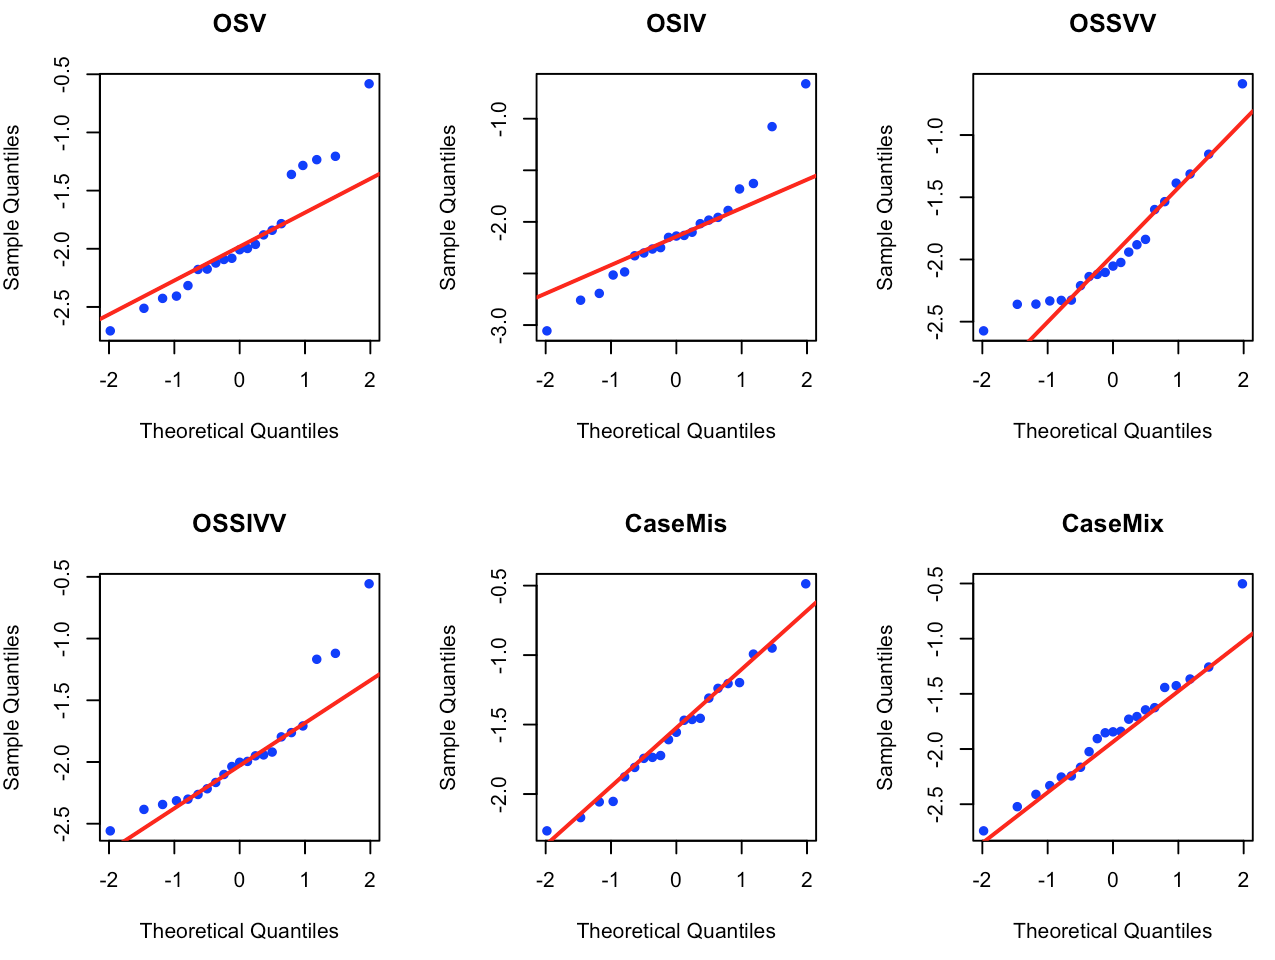 OSV
Sample Quantiles
-0.5
-1.0
-1.5
-2.0
-2.5
-2 -1 0 1 2
Theoretical Quantiles
OSIV
Sample Quantiles
-1.0
-2.0
-3.0
-2 -1 0 1 2
Theoretical Quantiles
OSSVV
Sample Quantiles
-1.0
-1.5
-2.0
-2.5
-2 -1 0 1 2
Theoretical Quantiles
OSSIVV
Sample Quantiles
-0.5
-1.0
-1.5
-2.0
-2.5
-2 -1 0 1 2
Theoretical Quantiles
CaseMis
Sample Quantiles
-0.5
-1.0
-1.5
-2.0
-2 -1 0 1 2
Theoretical Quantiles
CaseMix
Sample Quantiles
-0.5
-1.0
-1.5
-2.0
-2.5
-2 -1 0 1 2
Theoretical Quantiles